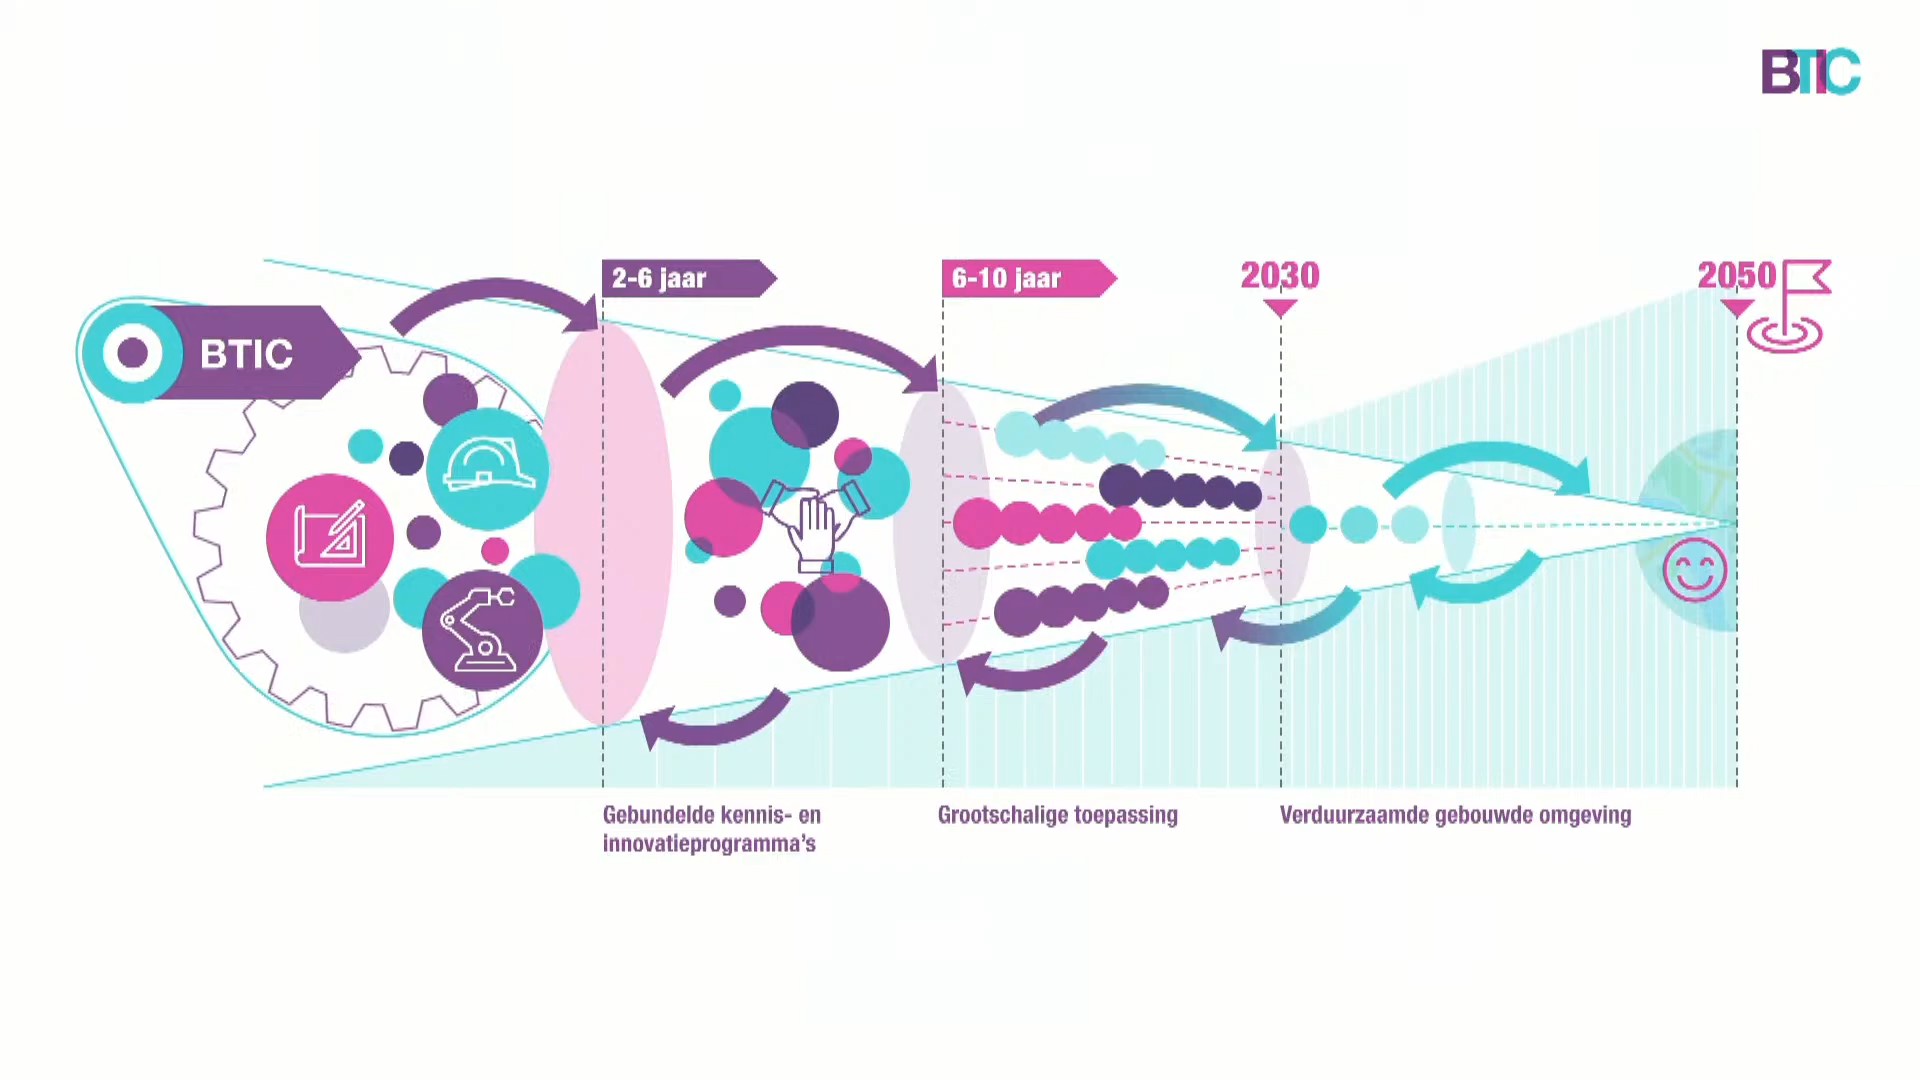 BTIC
2-6 jaar
6-10 jaar
2030
2050
BTIC
Gebundelde kennis- en
innovatieprogramma's
Grootschalige toepassing
Verduurzaamde gebouwde omgeving